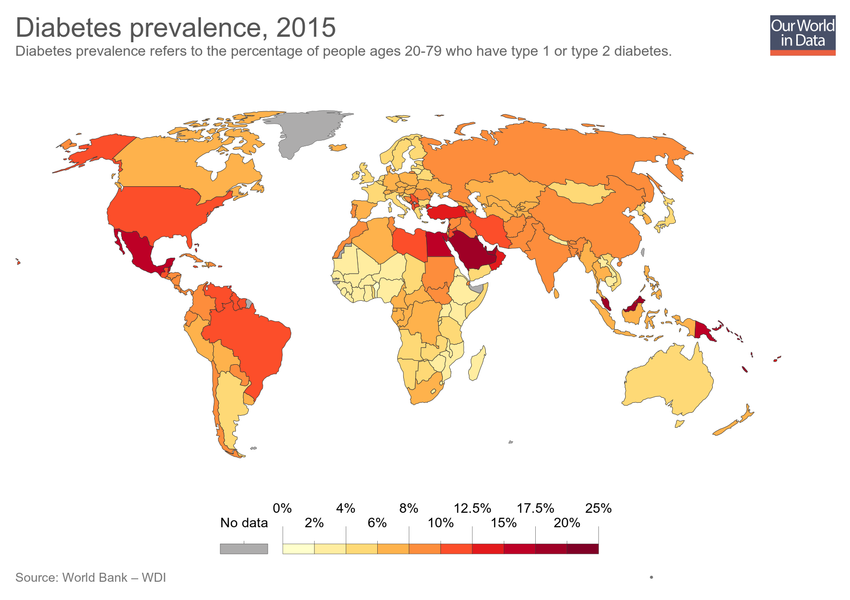 Diabetes prevalence, 2015
Diabetes prevalence refers to the percentage of people ages 20-79 who have type 1 or type 2 diabetes.
Our World
in Data
0% 4% 8% 12.5% 17.5% 25%
No data 2% 6% 10% 15% 20%
Source: World Bank – WDI